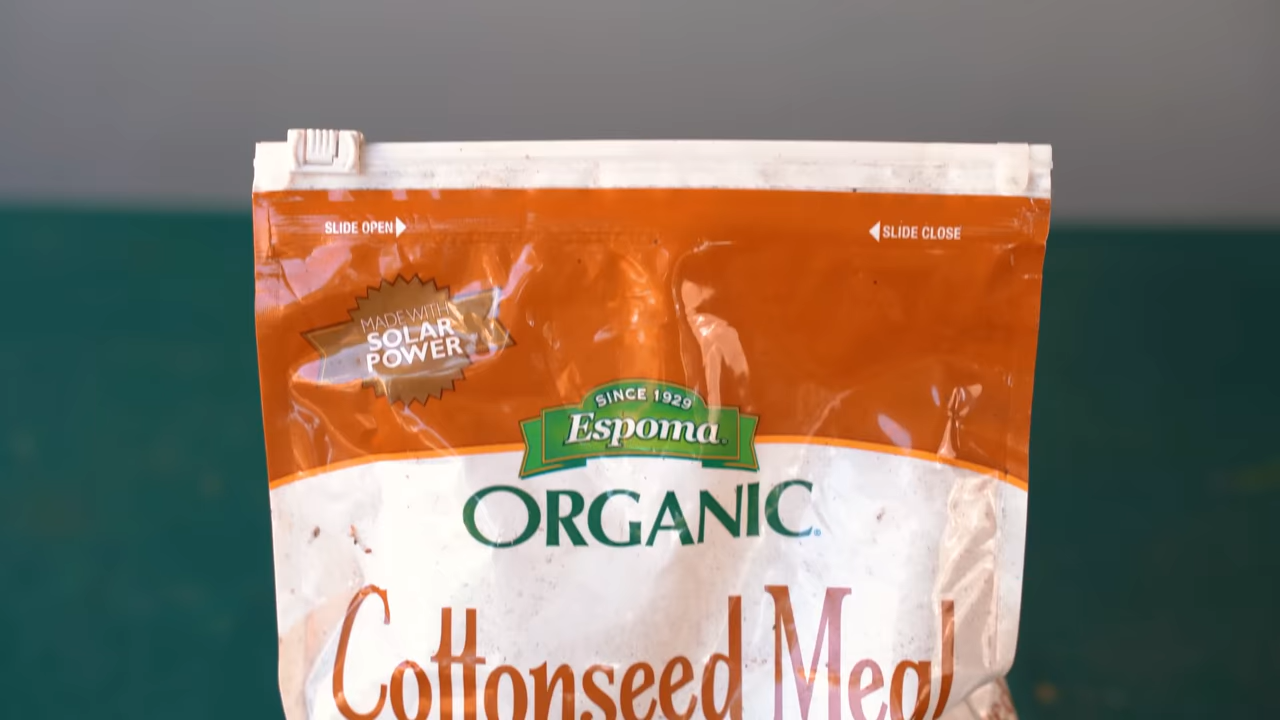 SLIDE OPEN
SLIDE CLOSE
MADE WITH
SOLAR
POWER
SINCE 1929
Espoma
ORGANIC
Cottonseed Meal